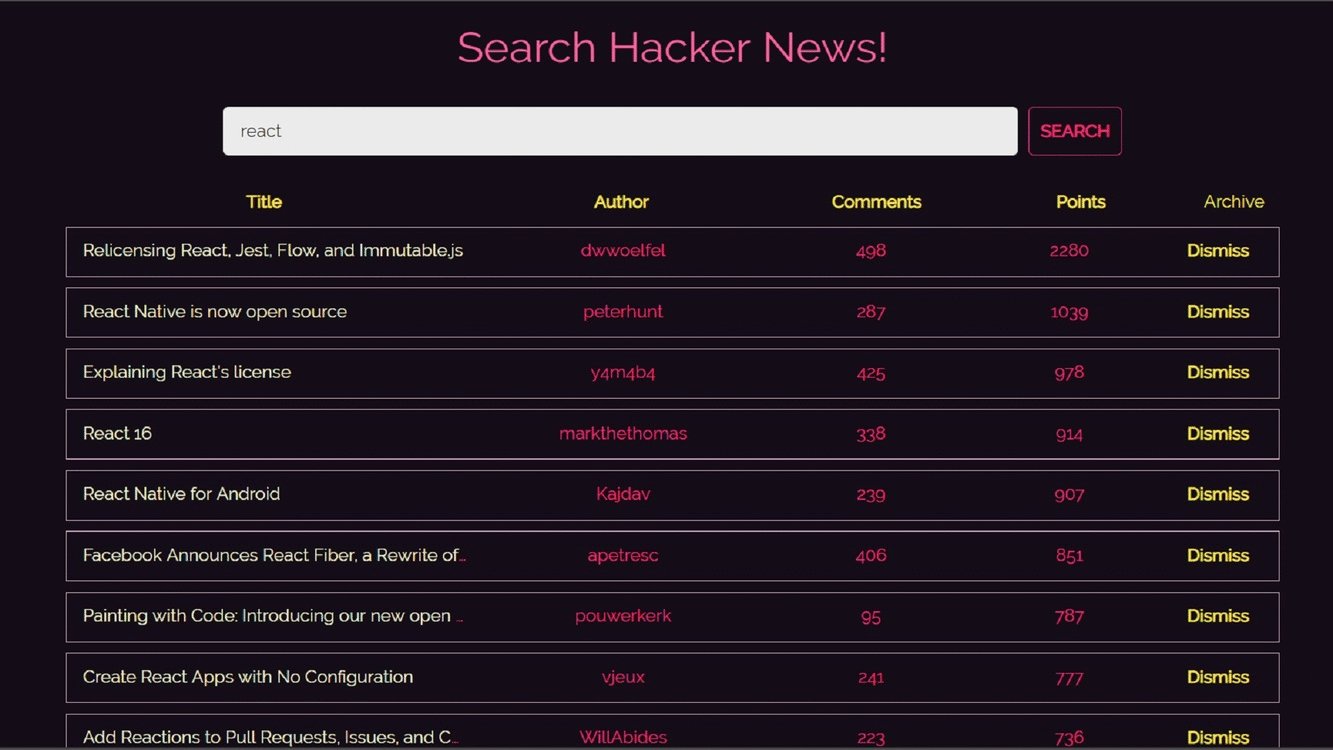 Search Hacker News!
react SEARCH
Title Author Comments Points Archive
Relicensing React, Jest, Flow, and Immutable.js dwwoelfel 498 2280 Dismiss
React Native is now open source peterhunt 287 1039 Dismiss
Explaining React's license y4m4b4 425 978 Dismiss
React 16 markthethomas 338 914 Dismiss
React Native for Android Kajdav 239 907 Dismiss
Facebook Announces React Fiber, a Rewrite of... apetresc 406 851 Dismiss
Painting with Code: Introducing our new open ... pouwerkerk 95 787 Dismiss
Create React Apps with No Configuration vjeux 241 777 Dismiss
Add Reactions to Pull Requests, Issues, and C... WillAbides 223 736 Dismiss